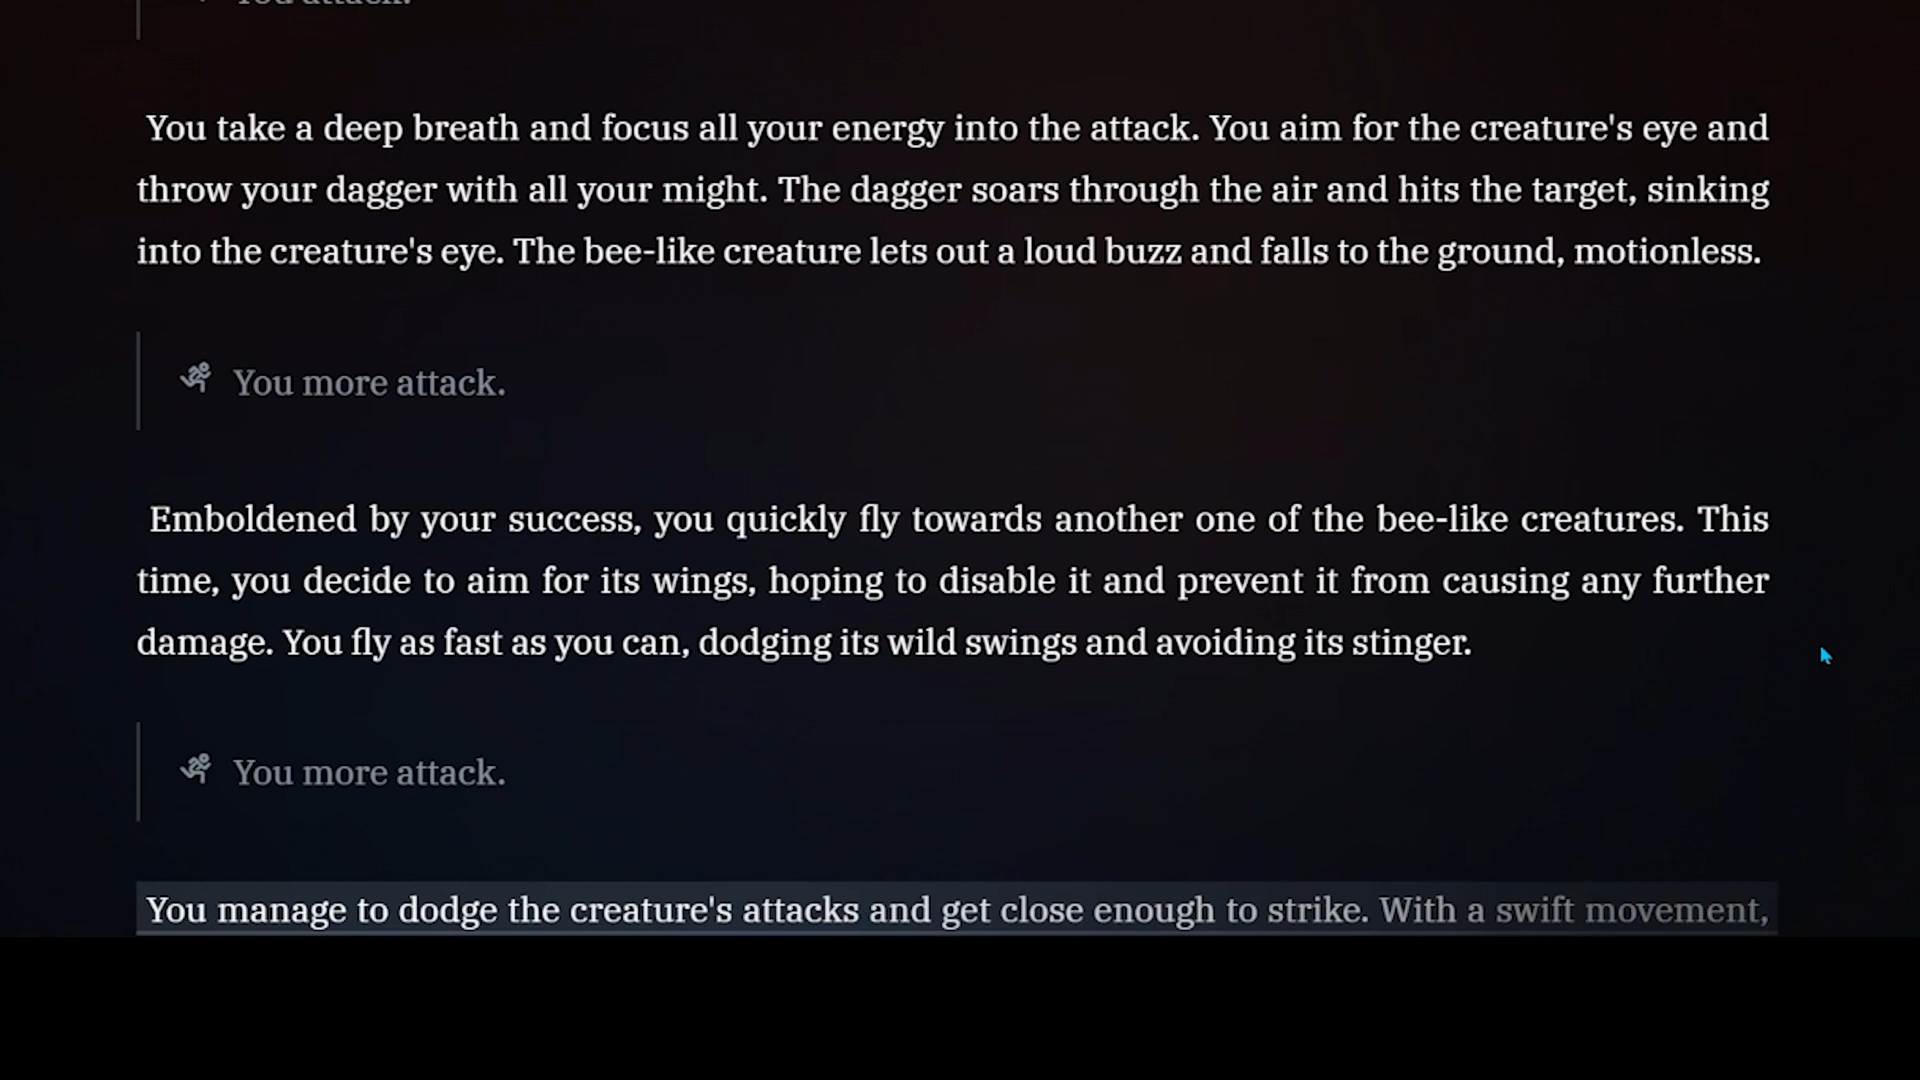 You attack.
You take a deep breath and focus all your energy into the attack. You aim for the creature's eye and
throw your dagger with all your might. The dagger soars through the air and hits the target, sinking
into the creature's eye. The bee-like creature lets out a loud buzz and falls to the ground, motionless.
You more attack.
Emboldened by your success, you quickly fly towards another one of the bee-like creatures. This
time, you decide to aim for its wings, hoping to disable it and prevent it from causing any further
damage. You fly as fast as you can, dodging its wild swings and avoiding its stinger.
You more attack.
You manage to dodge the creature's attacks and get close enough to strike. With a swift movement,